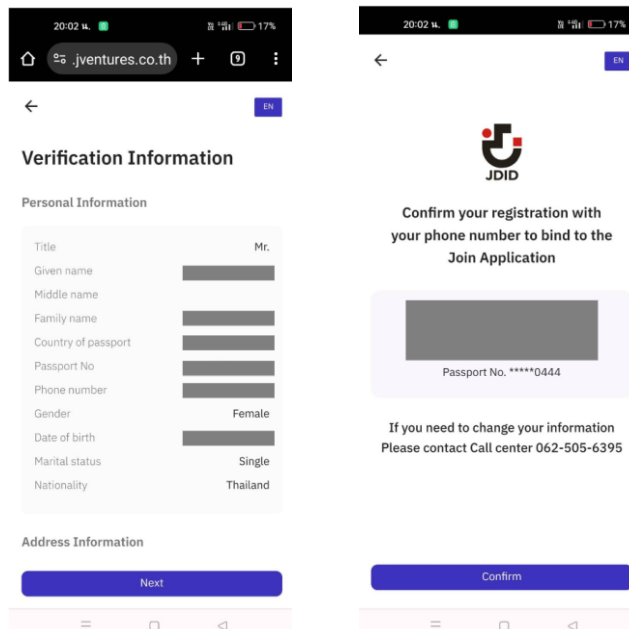 20:02 น.
17%
.jventures.co.th
9
EN
Verification Information
Personal Information
Title Mr.
Given name
Middle name
Family name
Country of passport
Passport No
Phone number
Gender Female
Date of birth
Marital status Single
Nationality Thailand
Address Information
Next
20:02 น.
17%
EN
JDID
Confirm your registration with
your phone number to bind to the
Join Application
Passport No. *****0444
If you need to change your information
Please contact Call center 062-505-6395
Confirm